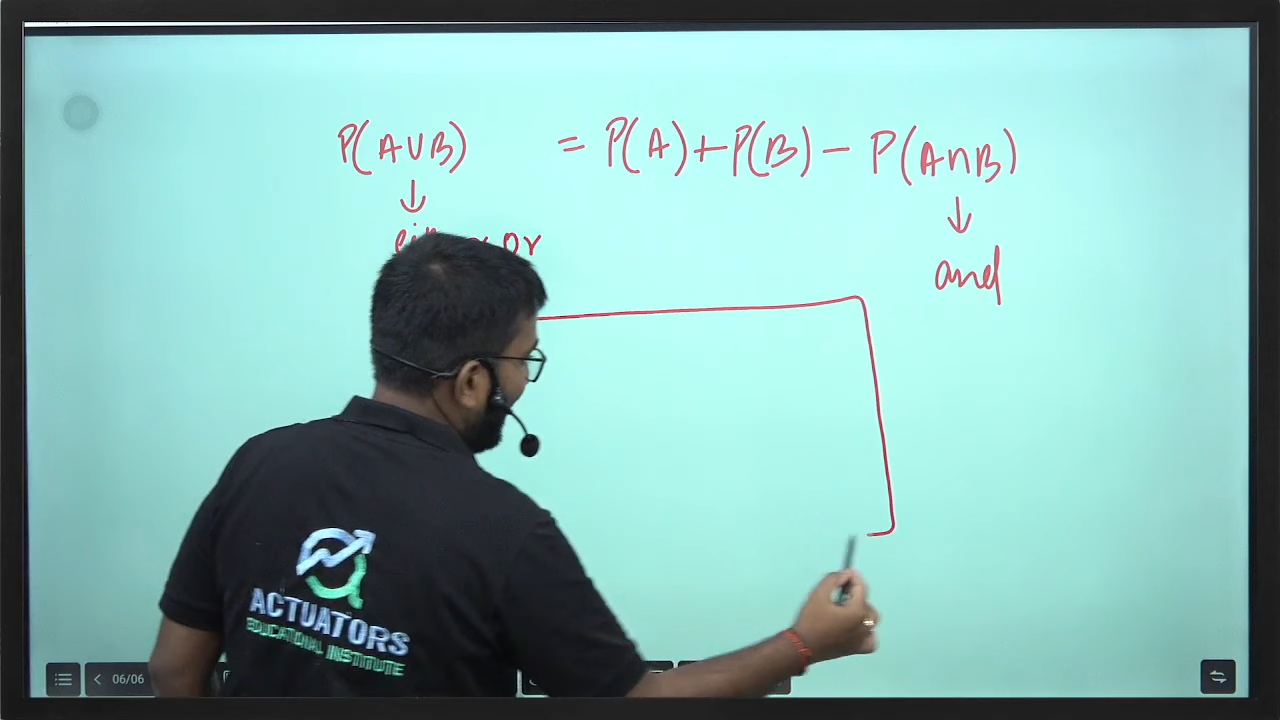 P(A∪B) = P(A)+P(B) - P(A∩B)
or
and
ACTUATORS
EDUCATIONAL INSTITUTE
06/06